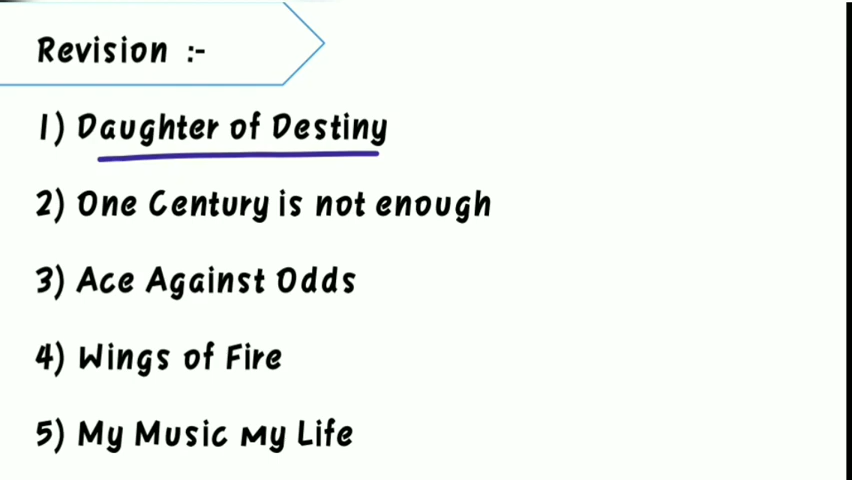 Revision :-
1) Daughter of Destiny
2) One Century is not enough
3) Ace Against Odds
4) Wings of Fire
5) My Music My Life